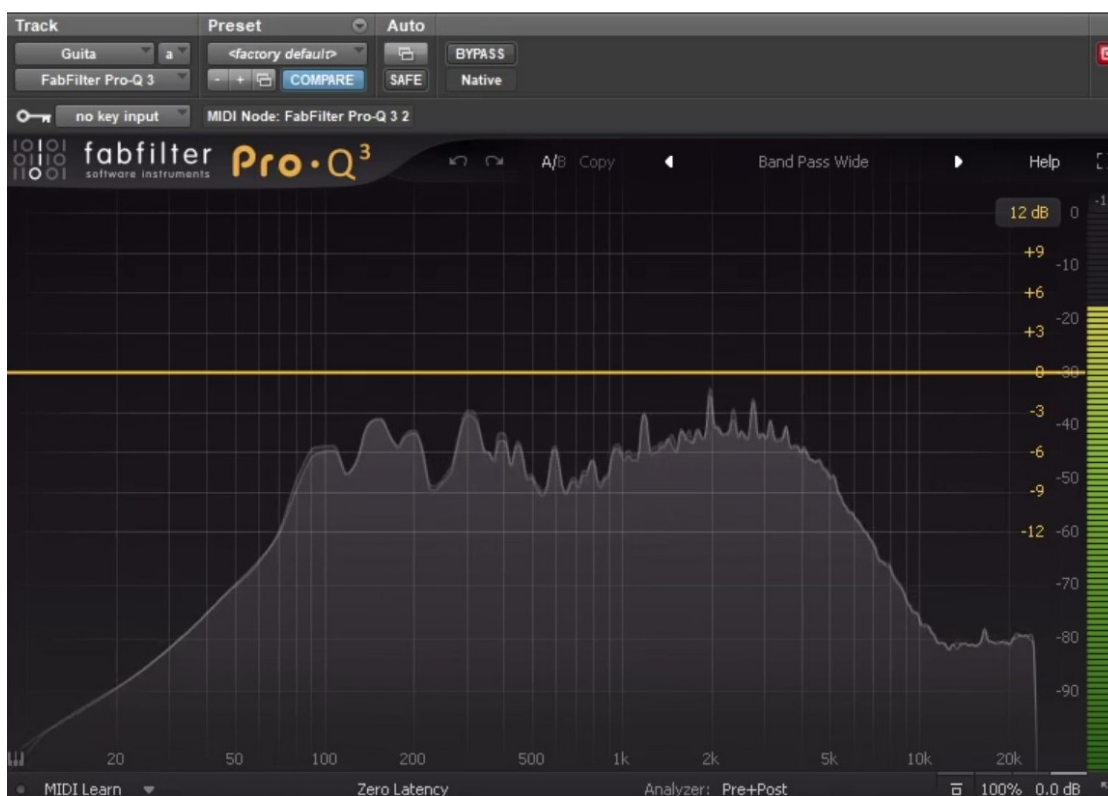 Track Preset Auto
Guita a <factory default> BYPASS
FabFilter Pro-Q 3 - + COMPARE SAFE Native
no key input MIDI Node: FabFilter Pro-Q 3 2
fabfilter Pro·Q3 A/B Copy Band Pass Wide Help
software instruments
12 dB 0
+9
-10
+6
-20
+3
0 -30
-3
-40
-6
-50
-9
-12 -60
-70
-80
-90
20 50 100 200 500 1k 2k 5k 10k 20k
MIDI Learn Zero Latency Analyzer: Pre+Post 100% 0.0 dB